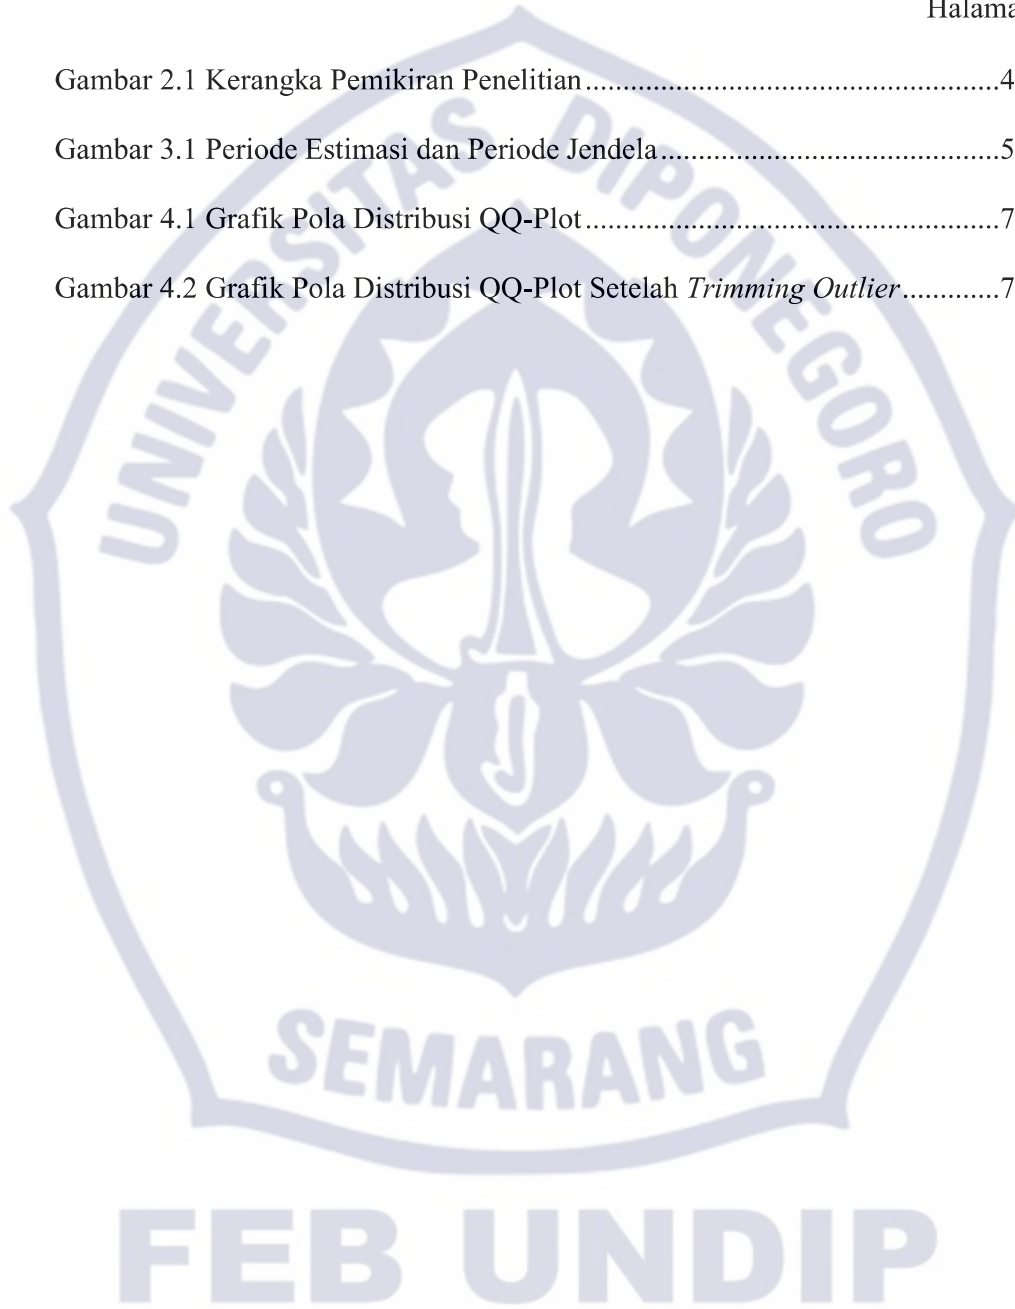 Halama
Gambar 2.1 Kerangka Pemikiran Penelitian.......................................................4
Gambar 3.1 Periode Estimasi dan Periode Jendela.............................................5
Gambar 4.1 Grafik Pola Distribusi QQ-Plot.......................................................7
Gambar 4.2 Grafik Pola Distribusi QQ-Plot Setelah Trimming Outlier.............7
UNIVERSITAS DIPONEGORO
SEMARANG
FEB UNDIP